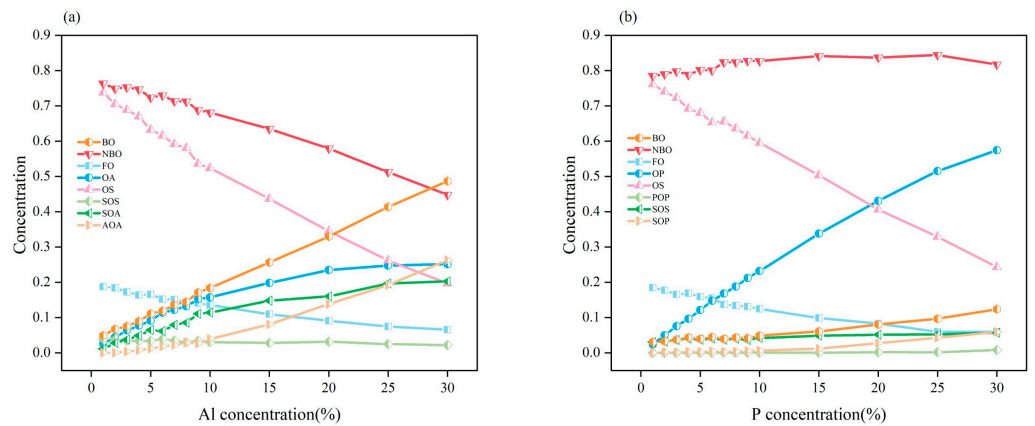 (a)
0.9
0.8
0.7
0.6
0.5
0.4
0.3
0.2
0.1
0.0
Concentration
BO
NBO
FO
OA
OS
SOS
SOA
AOA
0 5 10 15 20 25 30
Al concentration(%)
(b)
0.9
0.8
0.7
0.6
0.5
0.4
0.3
0.2
0.1
0.0
Concentration
BO
NBO
FO
OP
OS
POP
SOS
SOP
0 5 10 15 20 25 30
P concentration(%)